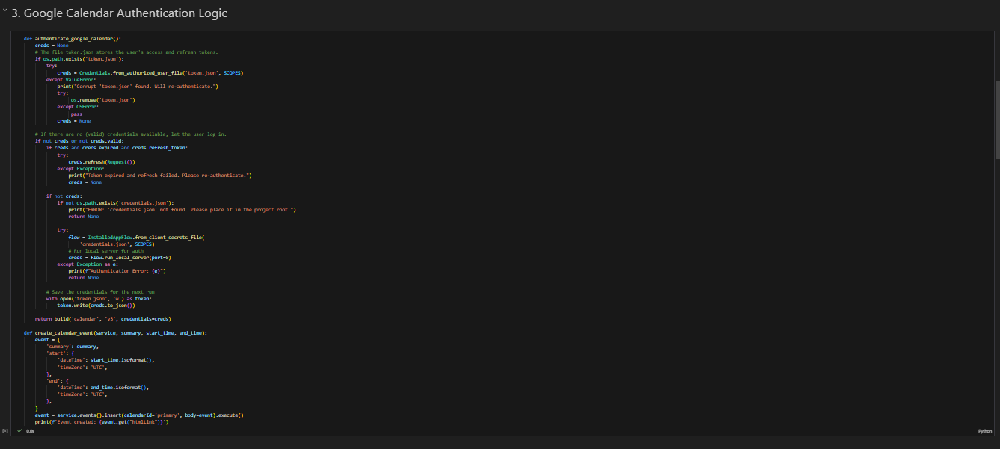 3. Google Calendar Authentication Logic
def authenticate_google_calendar():
    creds = None
    # The file token.json stores the user's access and refresh tokens.
    if os.path.exists('token.json'):
        try:
            creds = Credentials.from_authorized_user_file('token.json', SCOPES)
        except ValueError:
            print("Corrupt 'token.json' found. Will re-authenticate.")
            try:
                os.remove('token.json')
            except OSError:
                pass
            creds = None
    # If there are no (valid) credentials available, let the user log in.
    if not creds or not creds.valid:
        if creds and creds.expired and creds.refresh_token:
            try:
                creds.refresh(Request())
            except Exception:
                print("Token expired and refresh failed. Please re-authenticate.")
                creds = None
        if not creds:
            if not os.path.exists('credentials.json'):
                print("ERROR: 'credentials.json' not found. Please place it in the project root.")
                return None
            try:
                flow = InstalledAppFlow.from_client_secrets_file(
                    'credentials.json', SCOPES)
                # Run local server for auth
                creds = flow.run_local_server(port=0)
            except Exception as e:
                print(f"Authentication Error: {e}")
                return None
        # Save the credentials for the next run
        with open('token.json', 'w') as token:
            token.write(creds.to_json())
    return build('calendar', 'v3', credentials=creds)
def create_calendar_event(service, summary, start_time, end_time):
    event = {
        'summary': summary,
        'start': {
            'dateTime': start_time.isoformat(),
            'timeZone': 'UTC',
        },
        'end': {
            'dateTime': end_time.isoformat(),
            'timeZone': 'UTC',
        },
    }
    event = service.events().insert(calendarId='primary', body=event).execute()
    print(f'Event created: {event.get("htmlLink")}')
0.0s
Python